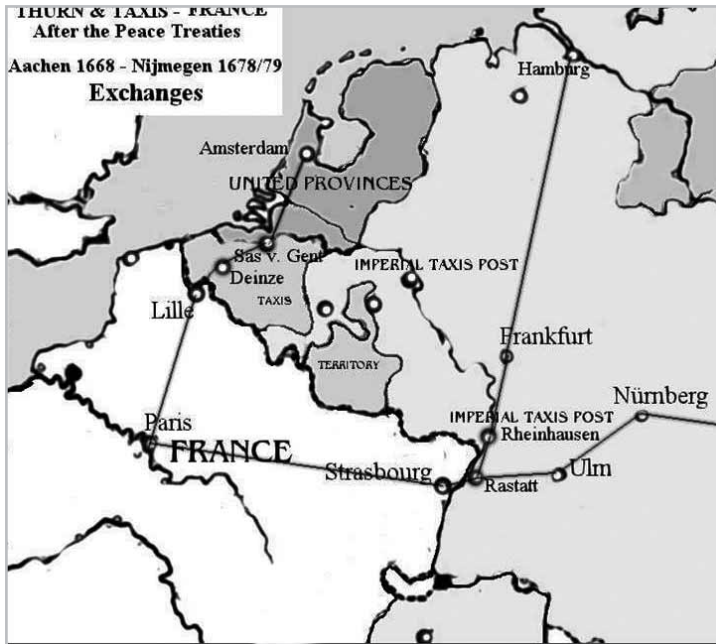 THURN & TAXIS - FRANCE
After the Peace Treaties
Aachen 1668 - Nijmegen 1678/79
Exchanges
Hamburg
Amsterdam
UNITED PROVINCES
Sas v. Gent
IMPERIAL TAXIS POST
Deinze
TAXIS
Lille
Frankfurt
TERRITORY
Nürnberg
Paris
IMPERIAL TAXIS POST
Rheinhausen
FRANCE
Strasbourg
Ulm
Rastatt